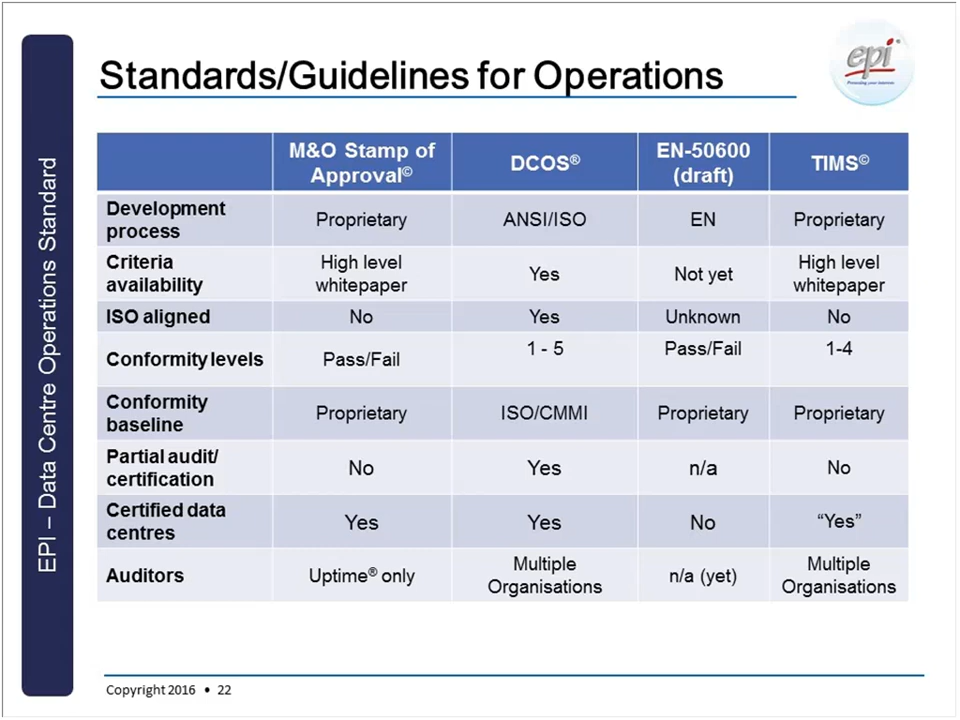 Standards/Guidelines for Operations
epi
Promoting your interest
EPI – Data Centre Operations Standard
M&O Stamp of Approval© DCOS® EN-50600 (draft) TIMS©
Development process Proprietary ANSI/ISO EN Proprietary
Criteria availability High level whitepaper Yes Not yet High level whitepaper
ISO aligned No Yes Unknown No
Conformity levels Pass/Fail 1 - 5 Pass/Fail 1-4
Conformity baseline Proprietary ISO/CMMI Proprietary Proprietary
Partial audit/ certification No Yes n/a No
Certified data centres Yes Yes No “Yes”
Auditors Uptime® only Multiple Organisations n/a (yet) Multiple Organisations
Copyright 2016 • 22